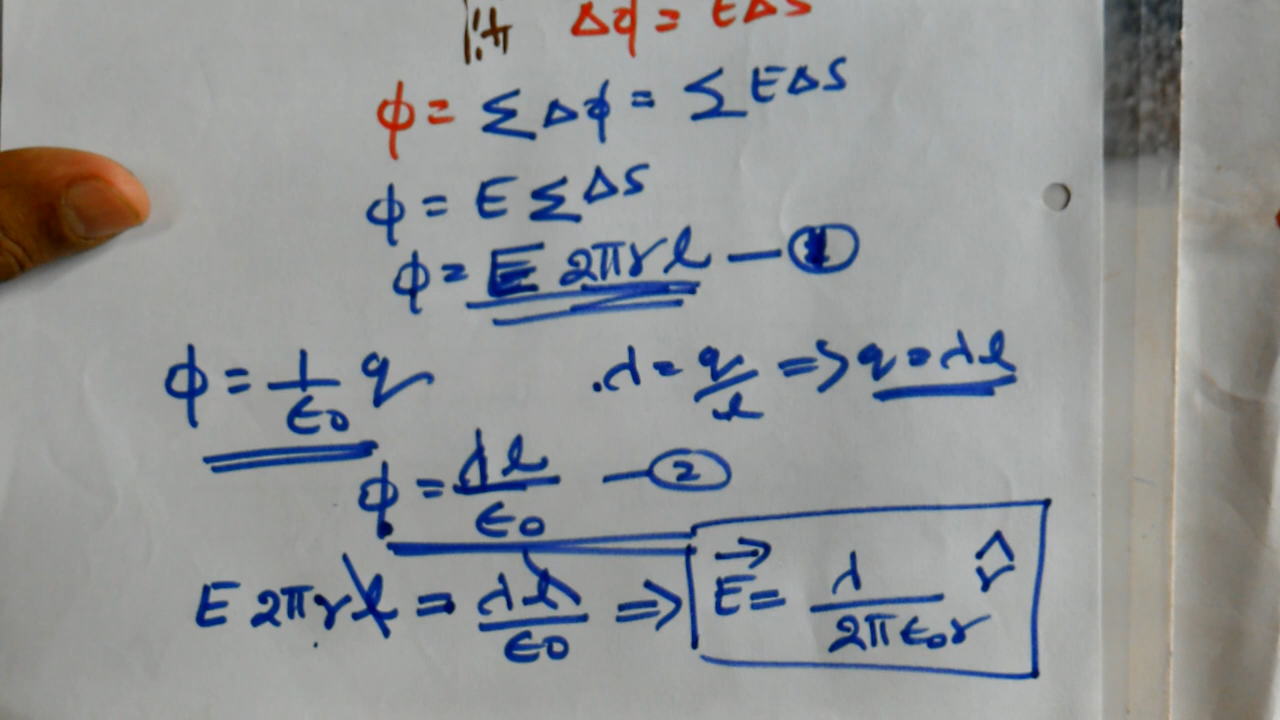 Δϕ = EΔS
ϕ = ΣΔϕ = ΣEΔS
ϕ = EΣΔS
ϕ = E 2πrl — ①
ϕ = 1/ϵ0 q λ = q/l => q = λl
ϕ = λl/ϵ0 — ②
E 2πrl = λl/ϵ0 => E⃗ = λ/2πϵ0r r̂